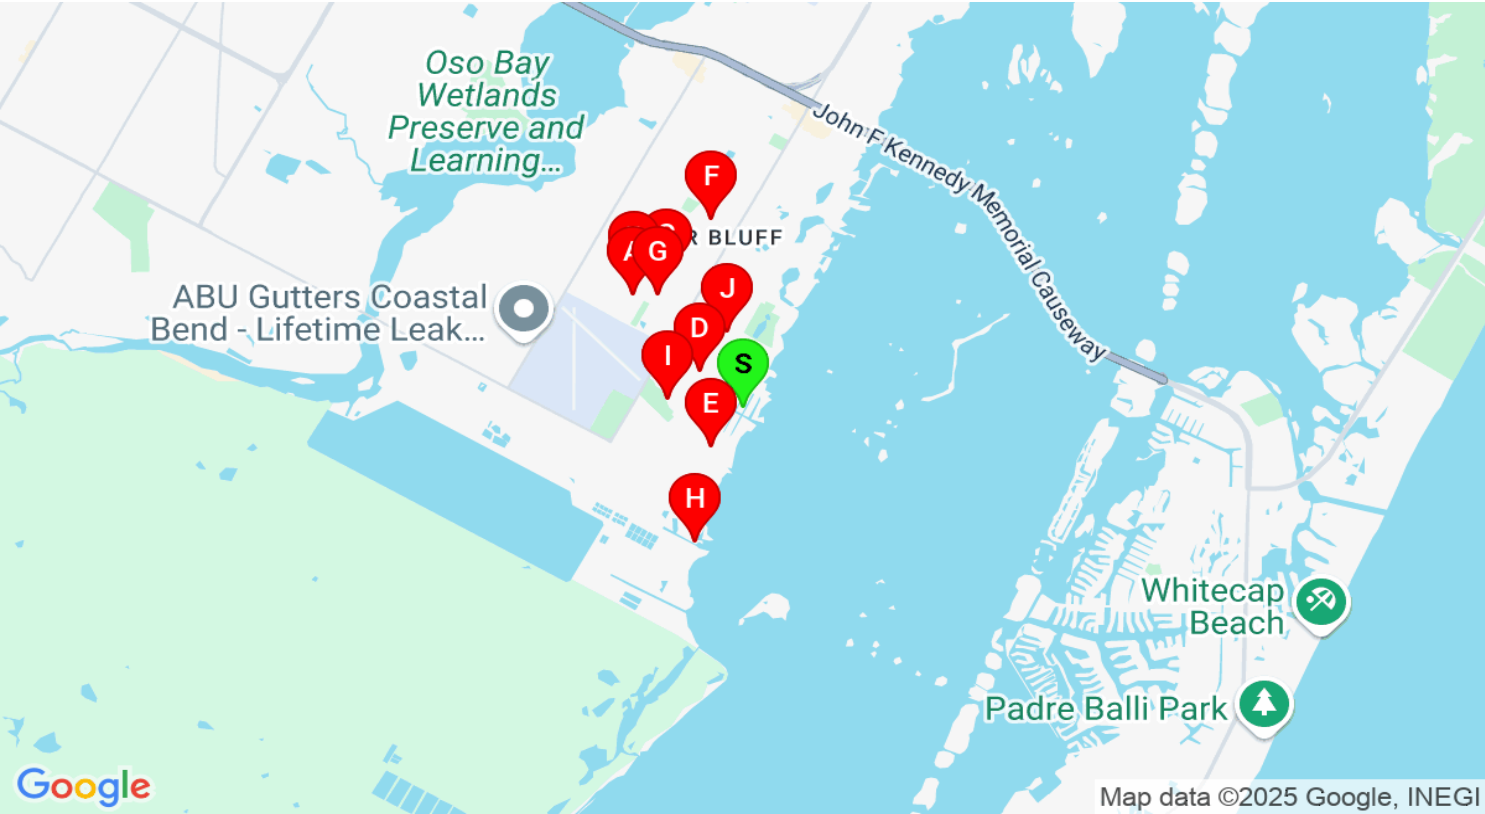 Oso Bay
Wetlands
Preserve and
Learning...
John F Kennedy Memorial Causeway
F
R BLUFF
A
G
J
ABU Gutters Coastal
Bend - Lifetime Leak...
D
I
S
E
H
Whitecap
Beach
Padre Balli Park
Google
Map data ©2025 Google, INEGI